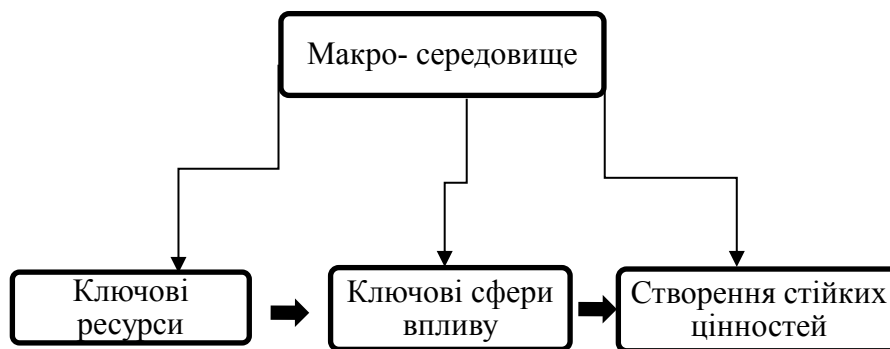 Макро- середовище
Ключові
ресурси
Ключові сфери
впливу
Створення стійких
цінностей